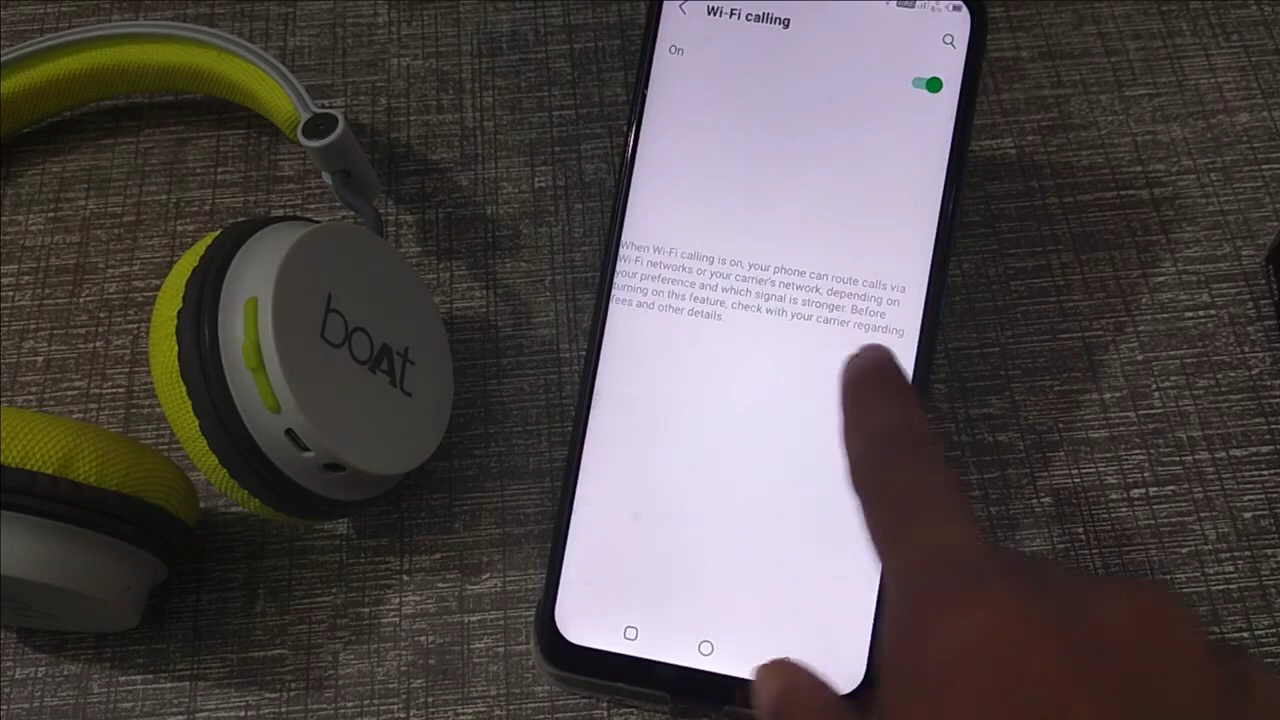 Wi-Fi calling
On
When Wi-Fi calling is on, your phone can route calls via
Wi-Fi networks or your carrier's network, depending on
your preference and which signal is stronger. Before
turning on this feature, check with your carrier regarding
fees and other details.
boAt